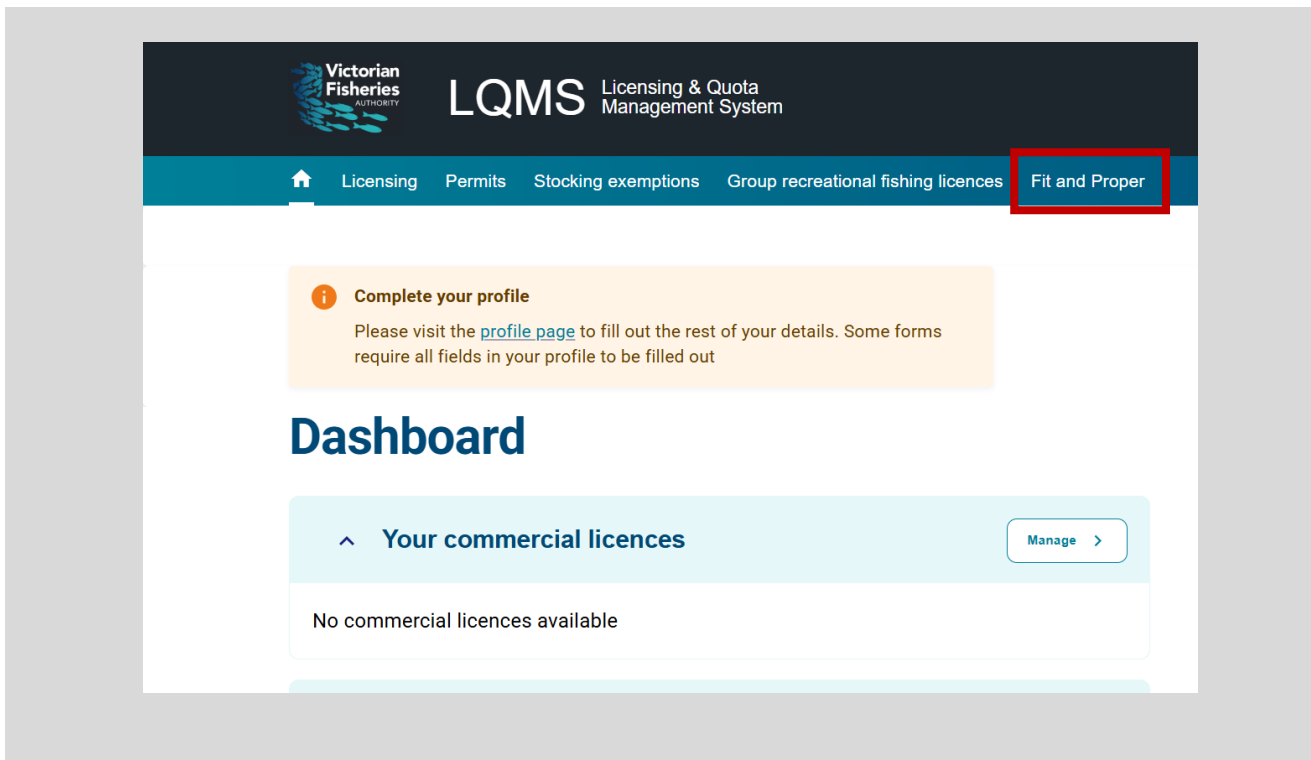 Victorian
Fisheries
AUTHORITY
LQMS
Licensing & Quota
Management System
Licensing Permits Stocking exemptions Group recreational fishing licences Fit and Proper
Complete your profile
Please visit the profile page to fill out the rest of your details. Some forms
require all fields in your profile to be filled out
Dashboard
Your commercial licences
Manage
No commercial licences available